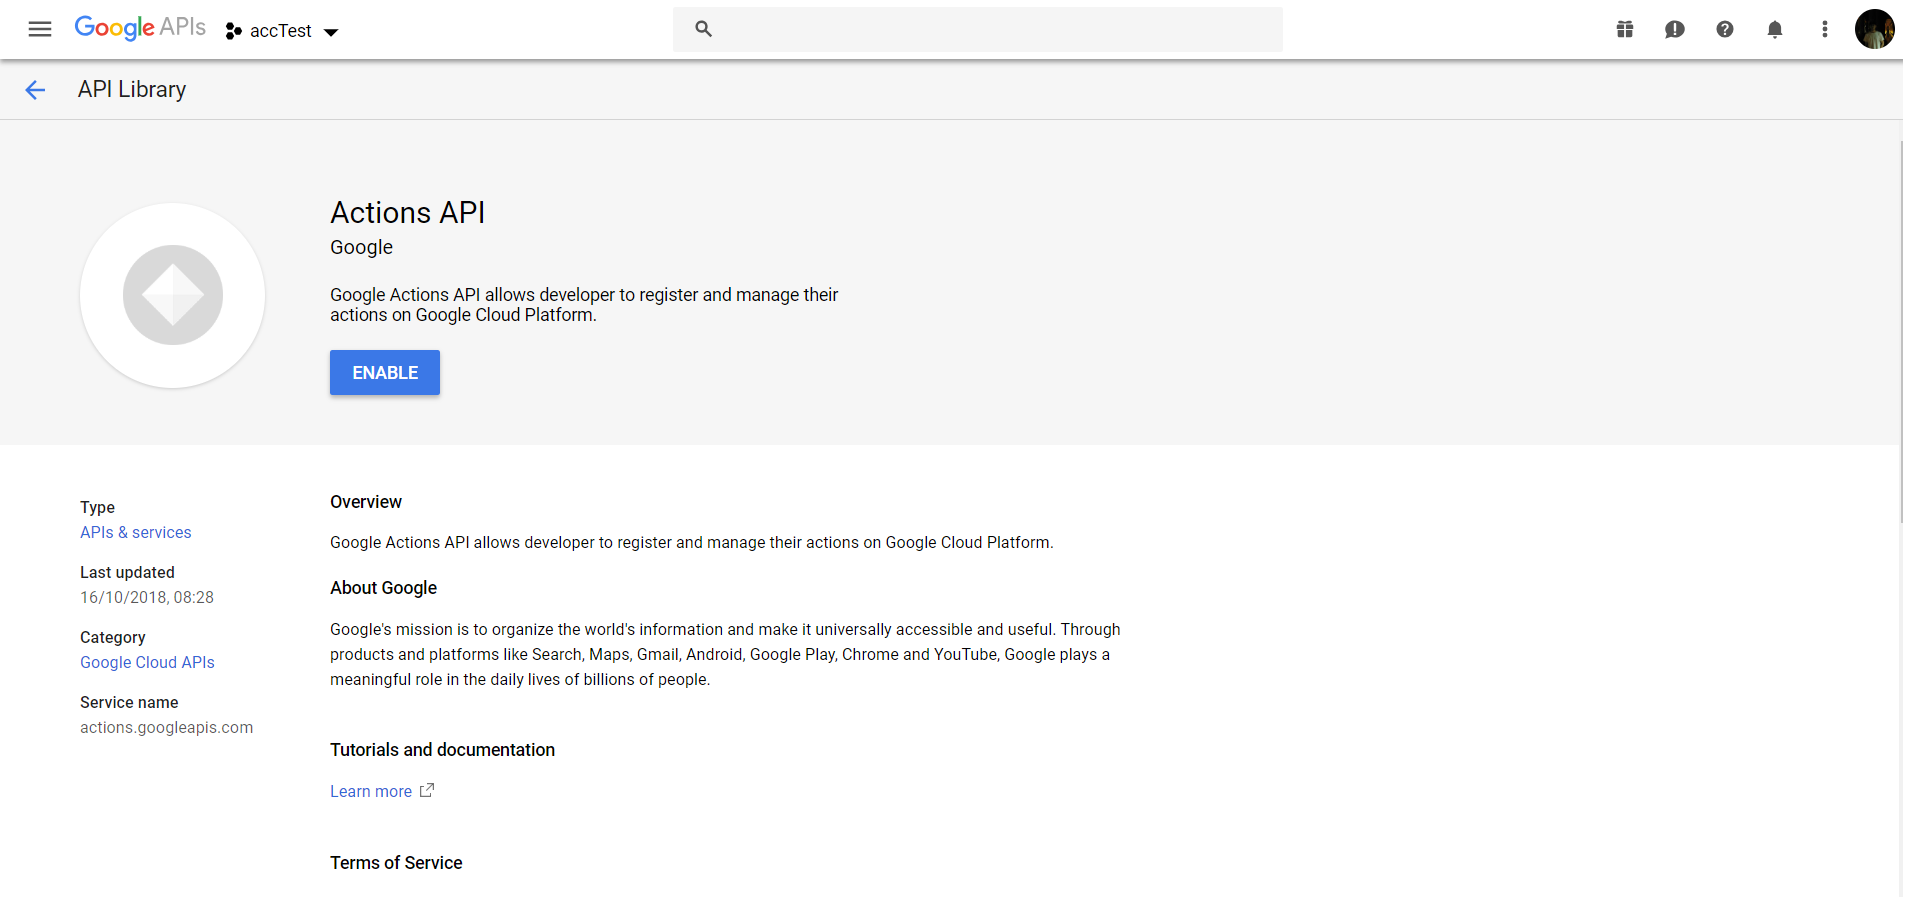 Google APIs accTest
API Library
Actions API
Google
Google Actions API allows developer to register and manage their
actions on Google Cloud Platform.
ENABLE
Type
APIs & services
Last updated
16/10/2018, 08:28
Category
Google Cloud APIs
Service name
actions.googleapis.com
Overview
Google Actions API allows developer to register and manage their actions on Google Cloud Platform.
About Google
Google's mission is to organize the world's information and make it universally accessible and useful. Through
products and platforms like Search, Maps, Gmail, Android, Google Play, Chrome and YouTube, Google plays a
meaningful role in the daily lives of billions of people.
Tutorials and documentation
Learn more
Terms of Service